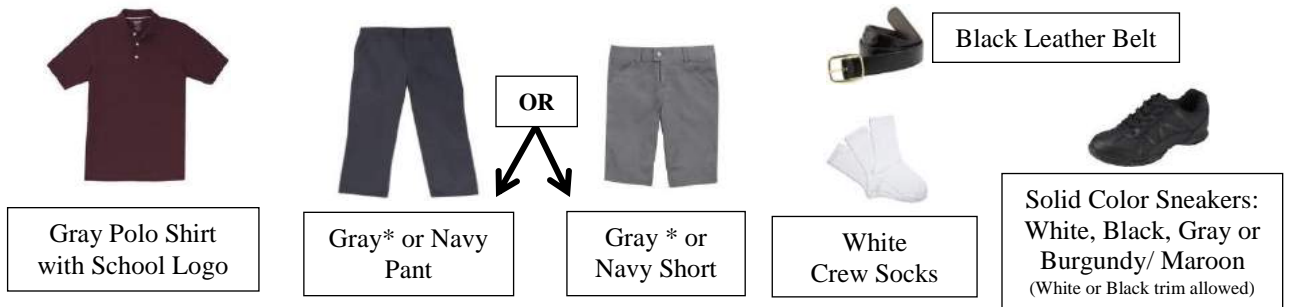 Black Leather Belt
OR
Gray Polo Shirt
with School Logo
Gray* or Navy
Pant
Gray * or
Navy Short
White
Crew Socks
Solid Color Sneakers:
White, Black, Gray or
Burgundy/ Maroon
(White or Black trim allowed)